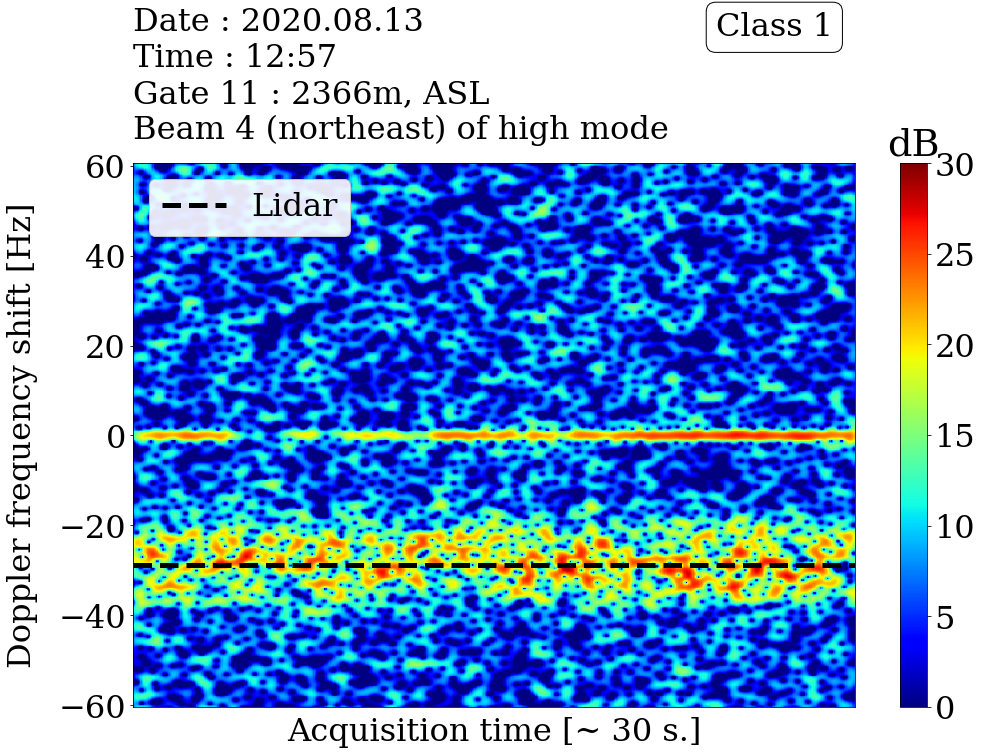 Date : 2020.08.13
Time : 12:57
Gate 11 : 2366m, ASL
Beam 4 (northeast) of high mode
Class 1
dB
Lidar
60
40
20
0
−20
−40
−60
Doppler frequency shift [Hz]
Acquisition time [~ 30 s.]
30
25
20
15
10
5
0